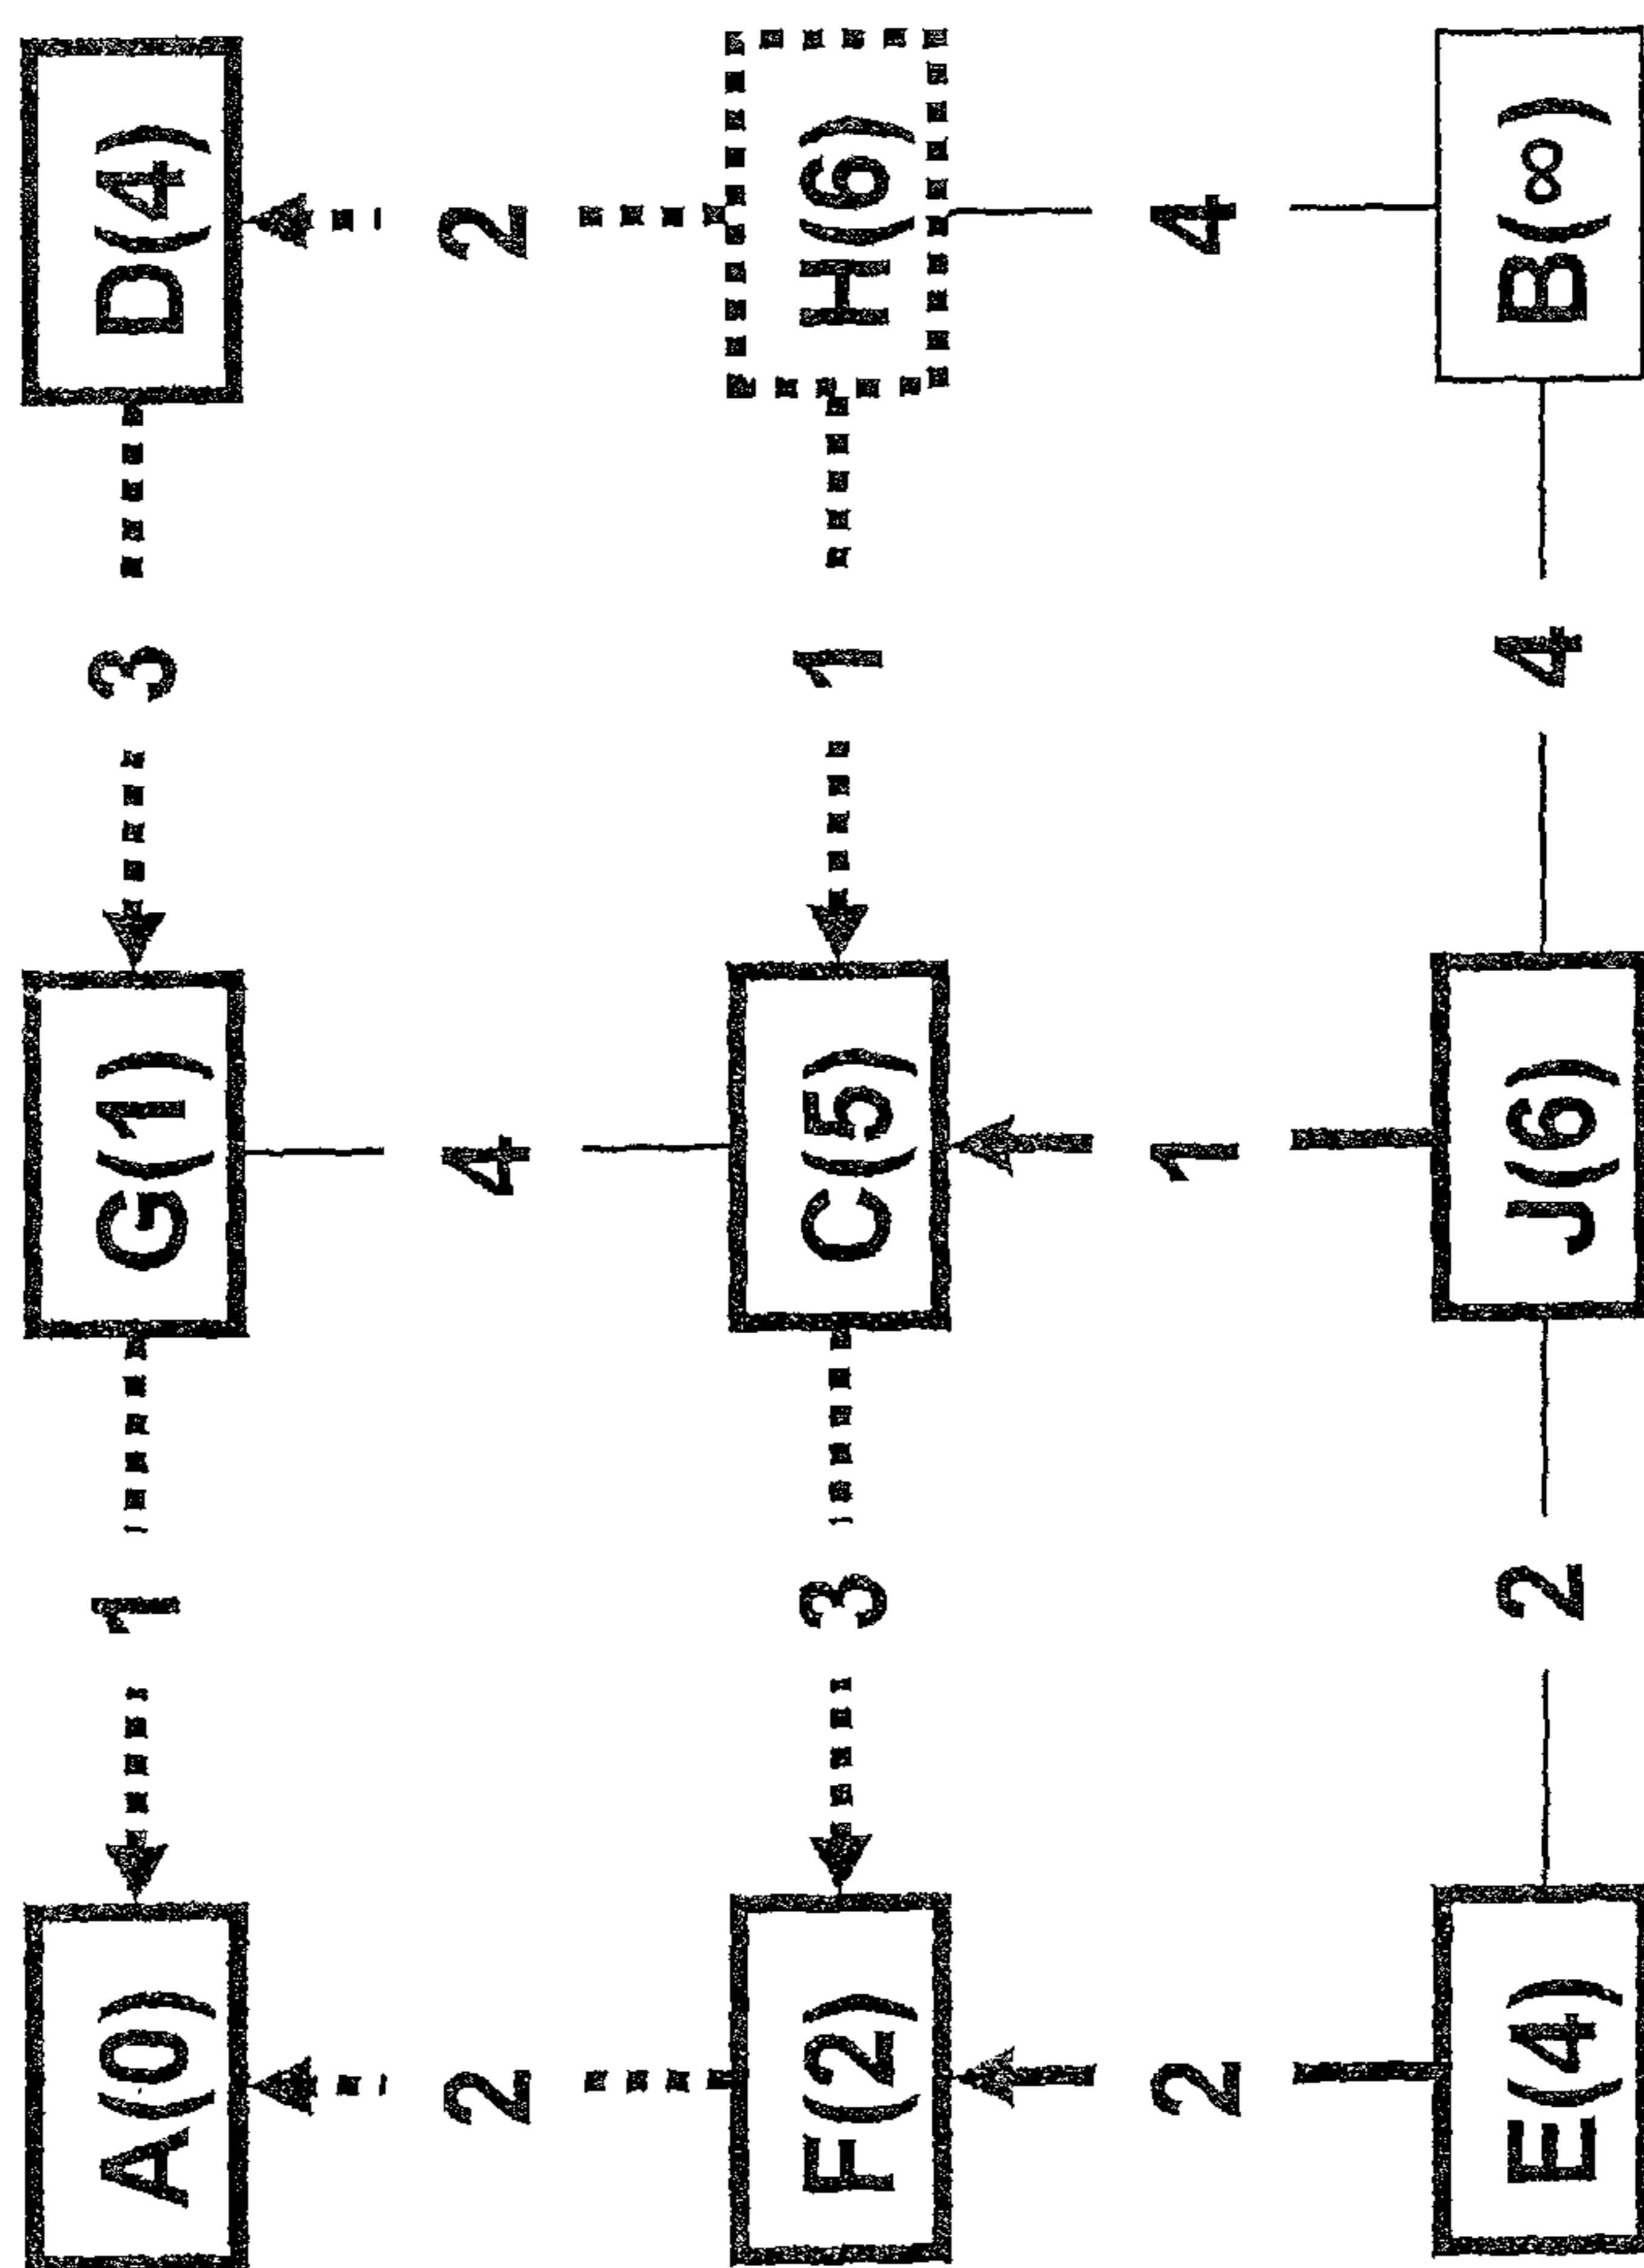 A(0) 1 G(1) 3 D(4)
2 4 2
F(2) 3 C(5) 1 H(6)
2 1 4
E(4) 2 J(6) 4 B(∞)